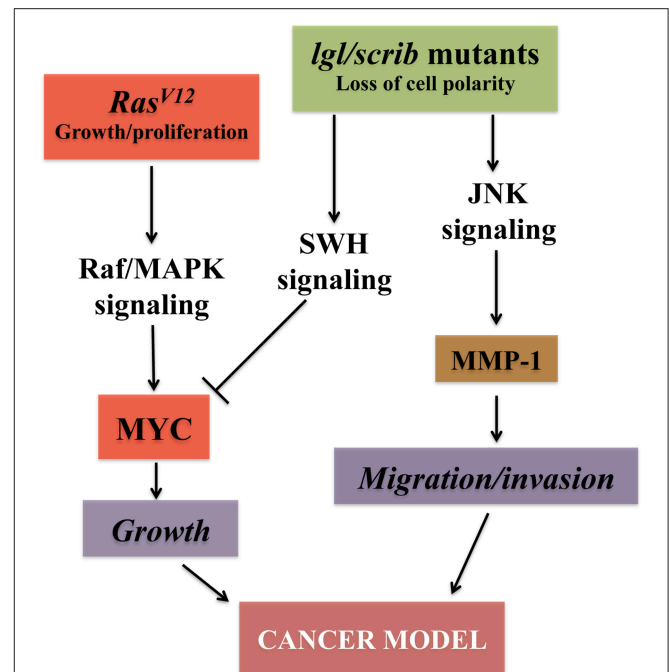 lgl/scrib mutants
Loss of cell polarity
Ras^V12
Growth/proliferation
JNK
signaling
SWH
signaling
Raf/MAPK
signaling
MMP-1
MYC
Migration/invasion
Growth
CANCER MODEL